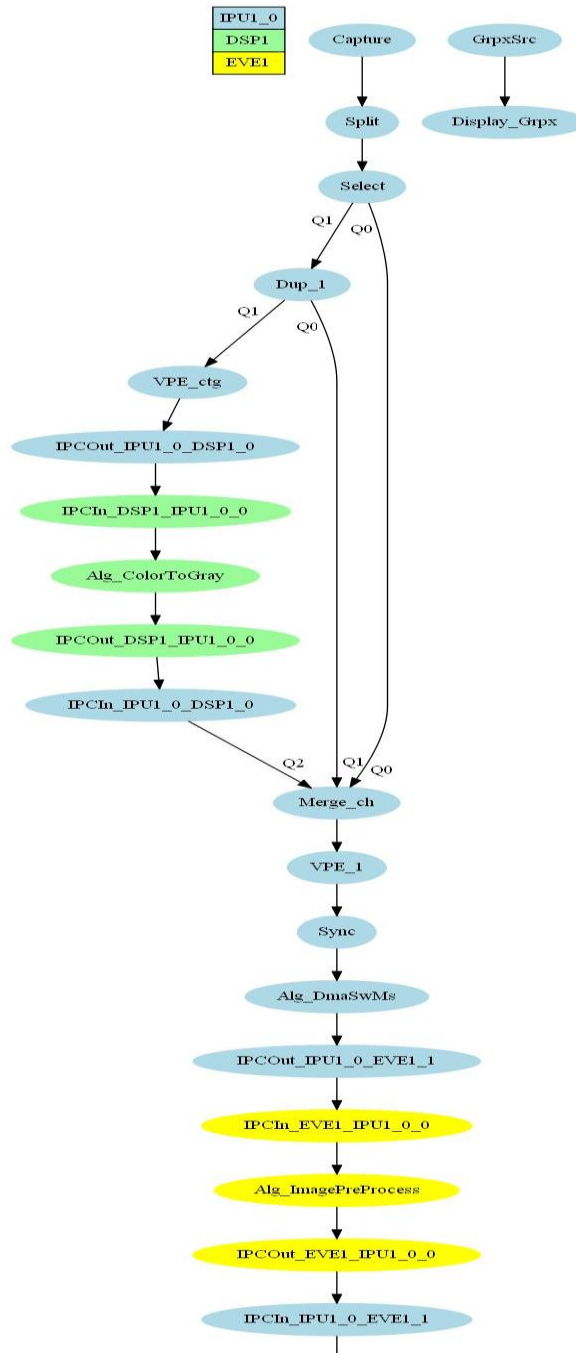 IPU1_0
DSP1
EVE1
Capture
GrpxSrc
Split
Display_Grpx
Select
Q1
Q0
Dup_1
Q1
Q0
VPE_ctg
IPCOut_IPU1_0_DSP1_0
IPCIn_DSP1_IPU1_0_0
Alg_ColorToGray
IPCOut_DSP1_IPU1_0_0
IPCIn_IPU1_0_DSP1_0
Q2
Q1
Q0
Merge_ch
VPE_1
Sync
Alg_DmaSwMs
IPCOut_IPU1_0_EVE1_1
IPCIn_EVE1_IPU1_0_0
Alg_ImagePreProcess
IPCOut_EVE1_IPU1_0_0
IPCIn_IPU1_0_EVE1_1